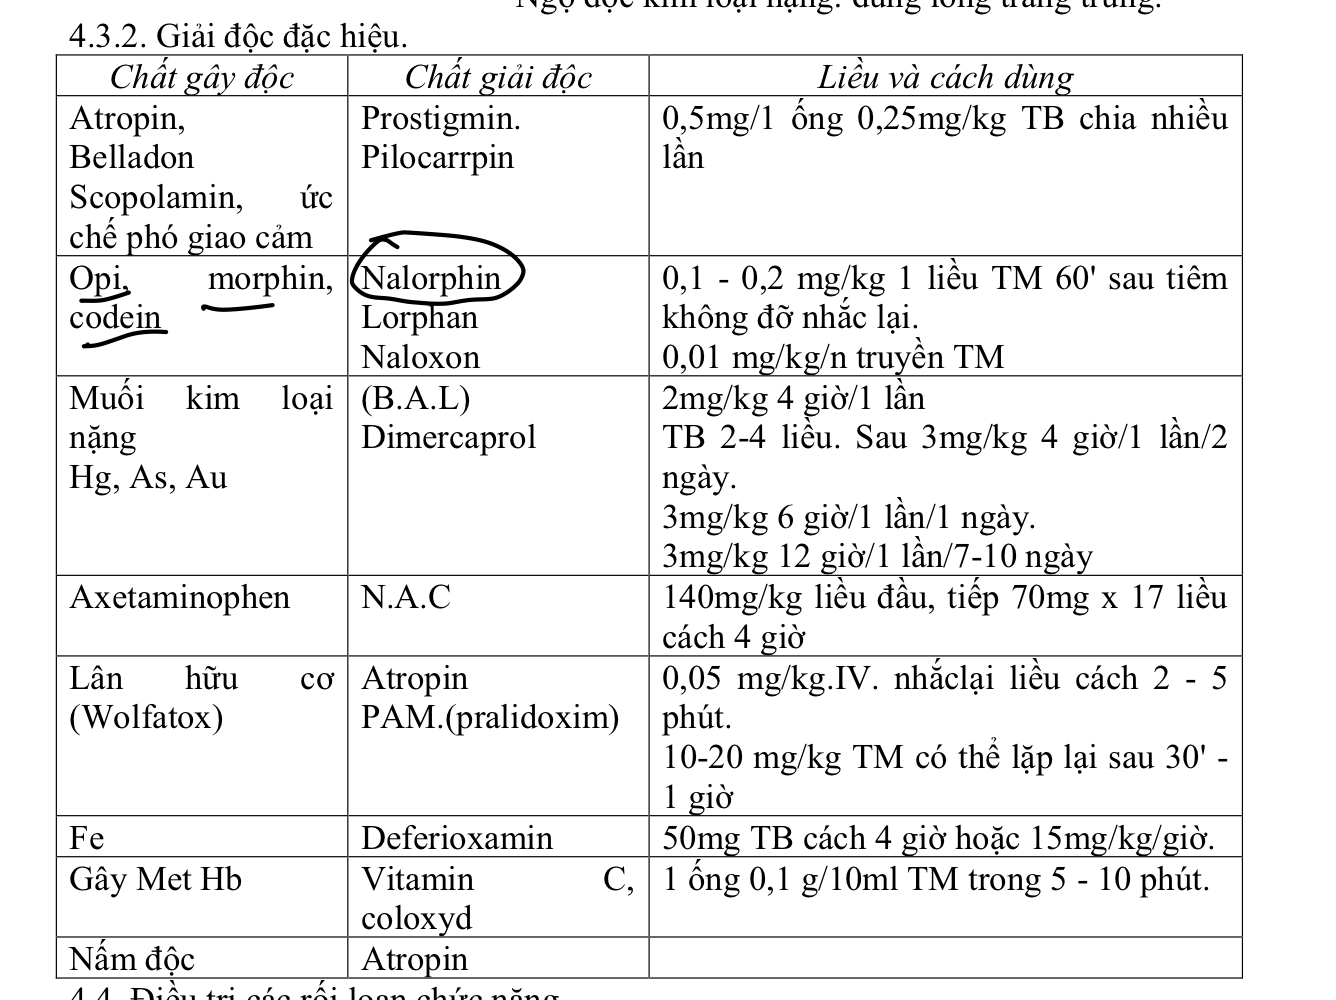 Ngộ độc kim loại nặng: dùng lòng trắng trứng.
4.3.2. Giải độc đặc hiệu.
Chất gây độc
Chất giải độc
Liều và cách dùng
Atropin,
Belladon
Scopolamin, ức
chế phó giao cảm
Prostigmin.
Pilocarrpin
0,5mg/1 ống 0,25mg/kg TB chia nhiều
lần
Opi, morphin,
codein
Nalorphin
Lorphan
Naloxon
0,1 - 0,2 mg/kg 1 liều TM 60' sau tiêm
không đỡ nhắc lại.
0,01 mg/kg/n truyền TM
Muối kim loại
nặng
Hg, As, Au
(B.A.L)
Dimercaprol
2mg/kg 4 giờ/1 lần
TB 2-4 liều. Sau 3mg/kg 4 giờ/1 lần/2
ngày.
3mg/kg 6 giờ/1 lần/1 ngày.
3mg/kg 12 giờ/1 lần/7-10 ngày
Axetaminophen
N.A.C
140mg/kg liều đầu, tiếp 70mg x 17 liều
cách 4 giờ
Lân hữu cơ
(Wolfatox)
Atropin
PAM.(pralidoxim)
0,05 mg/kg.IV. nhắclại liều cách 2 - 5
phút.
10-20 mg/kg TM có thể lặp lại sau 30' -
1 giờ
Fe
Deferioxamin
50mg TB cách 4 giờ hoặc 15mg/kg/giờ.
Gây Met Hb
Vitamin C,
coloxyd
1 ống 0,1 g/10ml TM trong 5 - 10 phút.
Nấm độc
Atropin
4.4. Điều trị các rối loạn chức năng